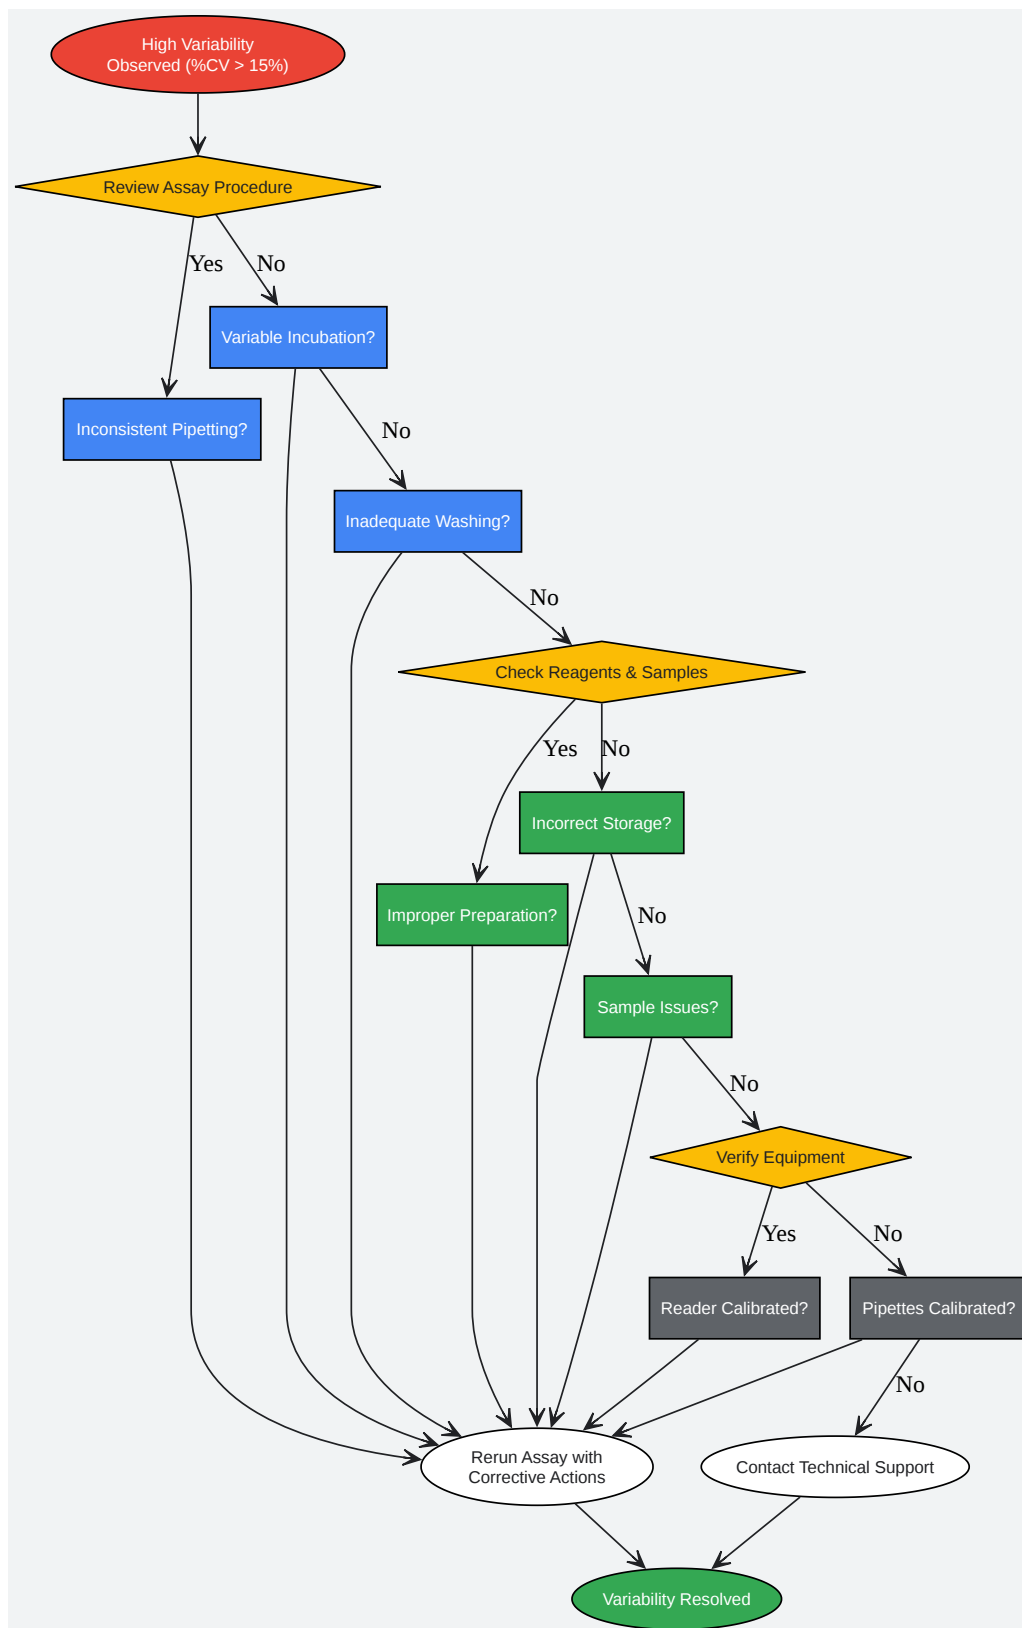 High Variability
Observed (%CV > 15%)
Review Assay Procedure
Yes
No
Variable Incubation?
Inconsistent Pipetting?
No
Inadequate Washing?
No
Check Reagents & Samples
Yes
No
Incorrect Storage?
Improper Preparation?
No
Sample Issues?
No
Verify Equipment
Yes
No
Reader Calibrated?
Pipettes Calibrated?
No
Rerun Assay with
Corrective Actions
Contact Technical Support
Variability Resolved